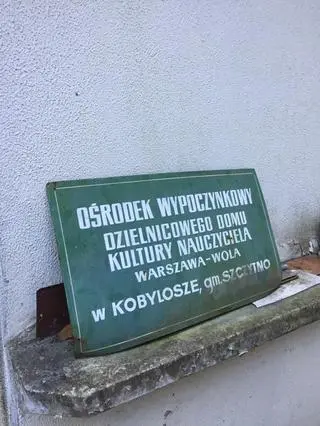 OŚRODEK WYPOCZYNKOWY
DZIELNICOWEGO DOMU
KULTURY NAUCZYCIELA
WARSZAWA-WOLA
w KOBYLOSZE, gm. SZCZYTNO